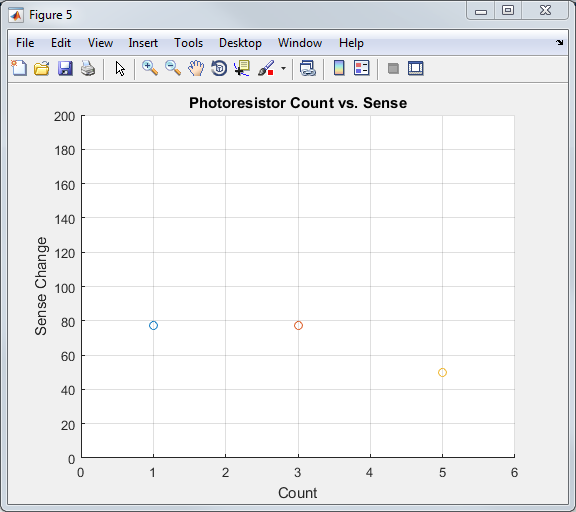 Figure 5
File Edit View Insert Tools Desktop Window Help
Photoresistor Count vs. Sense
200
180
160
140
120
100
80
60
40
20
0
Sense Change
0 1 2 3 4 5 6
Count